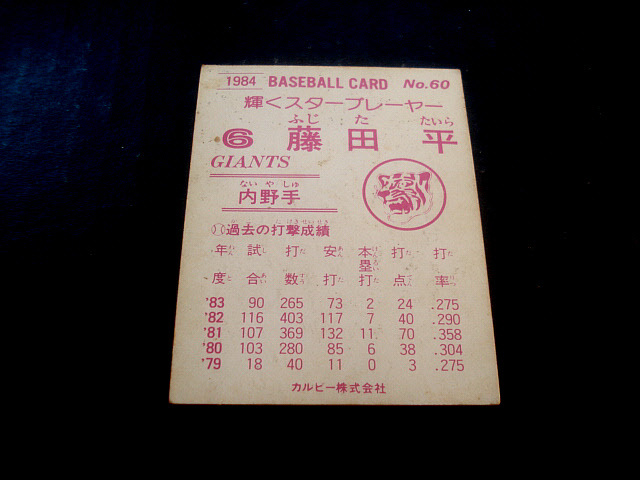 1984 BASEBALL CARD No.60
輝くスタープレーヤー
ふじ た たいら
6 藤田 平
GIANTS
ない や しゅ
内野手
過去の打撃成績
年度 試合 打数 安打 本塁打 打点 打率
'83 90 265 73 2 24 .275
'82 116 403 117 7 40 .290
'81 107 369 132 11 70 .358
'80 103 280 85 6 38 .304
'79 18 40 11 0 3 .275
カルビー株式会社